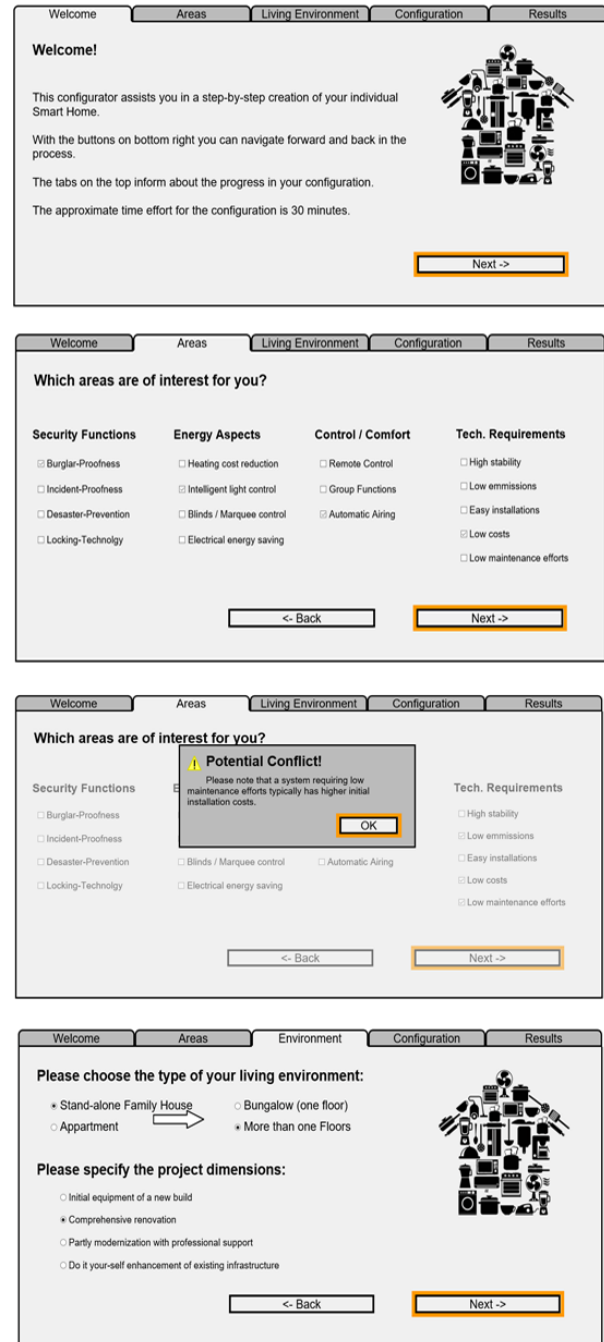 Welcome Areas Living Environment Configuration Results
Welcome!
This configurator assists you in a step-by-step creation of your individual
Smart Home.
With the buttons on bottom right you can navigate forward and back in the
process.
The tabs on the top inform about the progress in your configuration.
The approximate time effort for the configuration is 30 minutes.
Next ->
Welcome Areas Living Environment Configuration Results
Which areas are of interest for you?
Security Functions Energy Aspects Control / Comfort Tech. Requirements
Burglar-Proofness Heating cost reduction Remote Control High stability
Incident-Proofness Intelligent light control Group Functions Low emmissions
Desaster-Prevention Blinds / Marquee control Automatic Airing Easy installations
Locking-Technolgy Electrical energy saving Low costs
Low maintenance efforts
<- Back Next ->
Welcome Areas Living Environment Configuration Results
Which areas are of interest for you?
Potential Conflict!
Please note that a system requiring low
maintenance efforts typically has higher initial
installation costs.
OK
Security Functions E Tech. Requirements
Burglar-Proofness High stability
Incident-Proofness Low emmissions
Desaster-Prevention Blinds / Marquee control Automatic Airing Easy installations
Locking-Technolgy Electrical energy saving Low costs
Low maintenance efforts
<- Back Next ->
Welcome Areas Environment Configuration Results
Please choose the type of your living environment:
Stand-alone Family House Bungalow (one floor)
Appartment More than one Floors
Please specify the project dimensions:
Initial equipment of a new build
Comprehensive renovation
Partly modernization with professional support
Do it your-self enhancement of existing infrastructure
<- Back Next ->